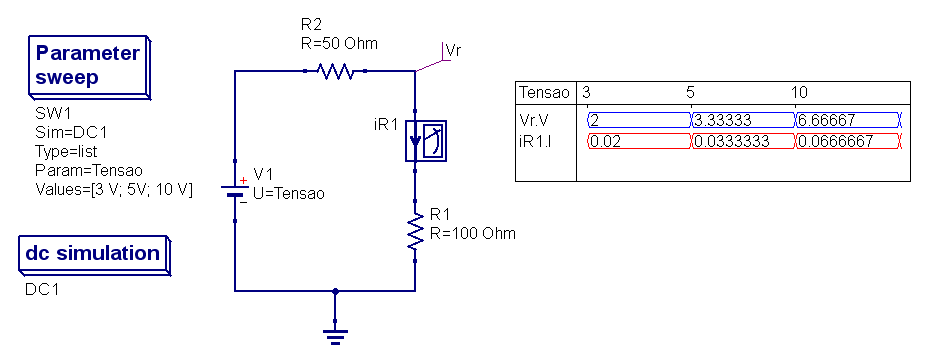 Parameter
sweep
SW1
Sim=DC1
Type=list
Param=Tensao
Values=[3 V; 5V; 10 V]
dc simulation
DC1
R2
R=50 Ohm
Vr
iR1
V1
U=Tensao
R1
R=100 Ohm
Tensao 3 5 10
Vr.V 2 3.33333 6.66667
iR1.I 0.02 0.0333333 0.0666667